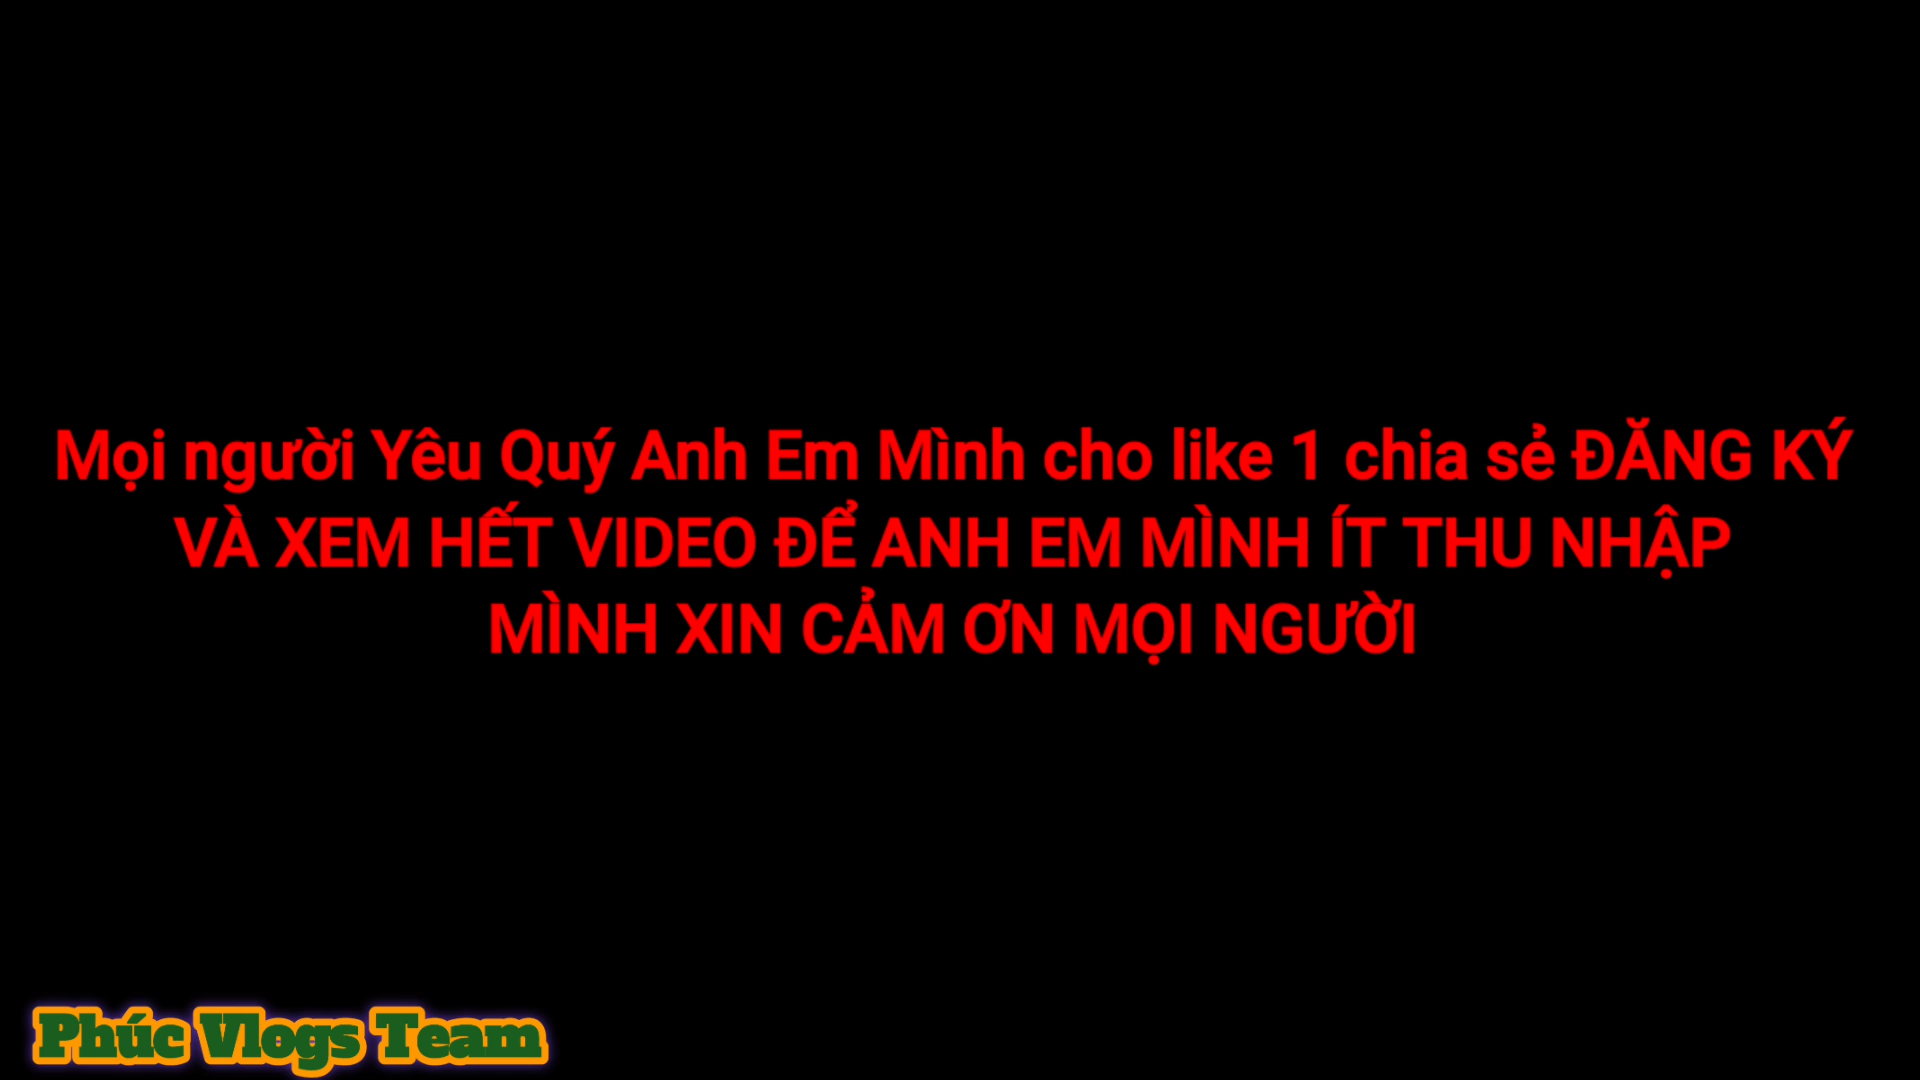 Mọi người Yêu Quý Anh Em Mình cho like 1 chia sẻ ĐĂNG KÝ
VÀ XEM HẾT VIDEO ĐỂ ANH EM MÌNH ÍT THU NHẬP
MÌNH XIN CẢM ƠN MỌI NGƯỜI
Phúc Vlogs Team